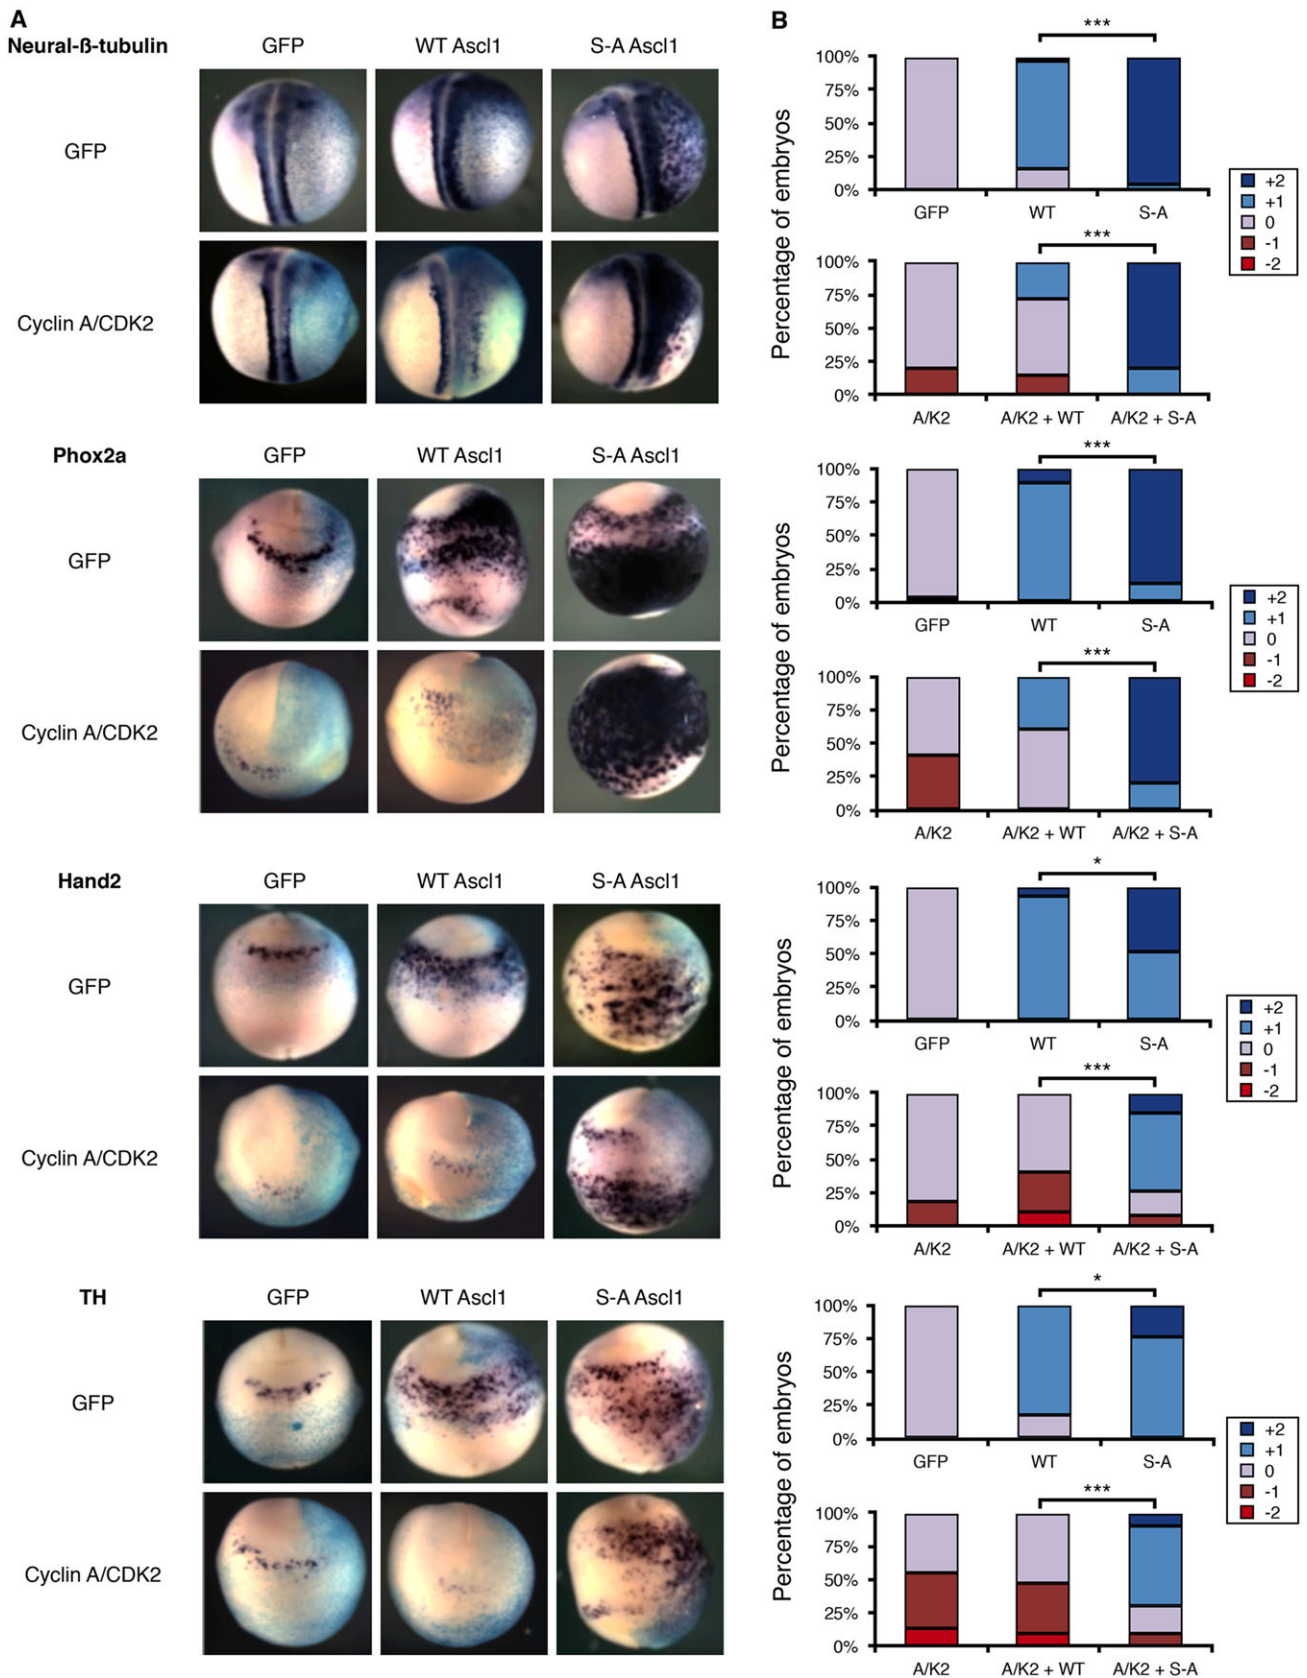 A
Neural-ß-tubulin
GFP
WT Ascl1
S-A Ascl1
GFP
Cyclin A/CDK2
Phox2a
GFP
WT Ascl1
S-A Ascl1
GFP
Cyclin A/CDK2
Hand2
GFP
WT Ascl1
S-A Ascl1
GFP
Cyclin A/CDK2
TH
GFP
WT Ascl1
S-A Ascl1
GFP
Cyclin A/CDK2
B
Percentage of embryos
***
100%
75%
50%
25%
0%
GFP
WT
S-A
***
100%
75%
50%
25%
0%
A/K2
A/K2 + WT
A/K2 + S-A
+2
+1
0
-1
-2
Percentage of embryos
***
100%
75%
50%
25%
0%
GFP
WT
S-A
***
100%
75%
50%
25%
0%
A/K2
A/K2 + WT
A/K2 + S-A
+2
+1
0
-1
-2
Percentage of embryos
*
100%
75%
50%
25%
0%
GFP
WT
S-A
***
100%
75%
50%
25%
0%
A/K2
A/K2 + WT
A/K2 + S-A
+2
+1
0
-1
-2
Percentage of embryos
*
100%
75%
50%
25%
0%
GFP
WT
S-A
***
100%
75%
50%
25%
0%
A/K2
A/K2 + WT
A/K2 + S-A
+2
+1
0
-1
-2